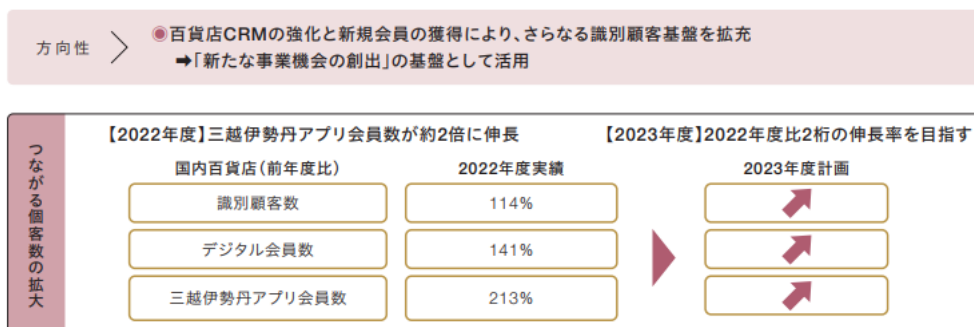 方向性
◉百貨店CRMの強化と新規会員の獲得により、さらなる識別顧客基盤を拡充
➡「新たな事業機会の創出」の基盤として活用
つながる個客数の拡大
【2022年度】三越伊勢丹アプリ会員数が約2倍に伸長
【2023年度】2022年度比2桁の伸長率を目指す
国内百貨店(前年度比)
2022年度実績
2023年度計画
識別顧客数
114%
デジタル会員数
141%
三越伊勢丹アプリ会員数
213%